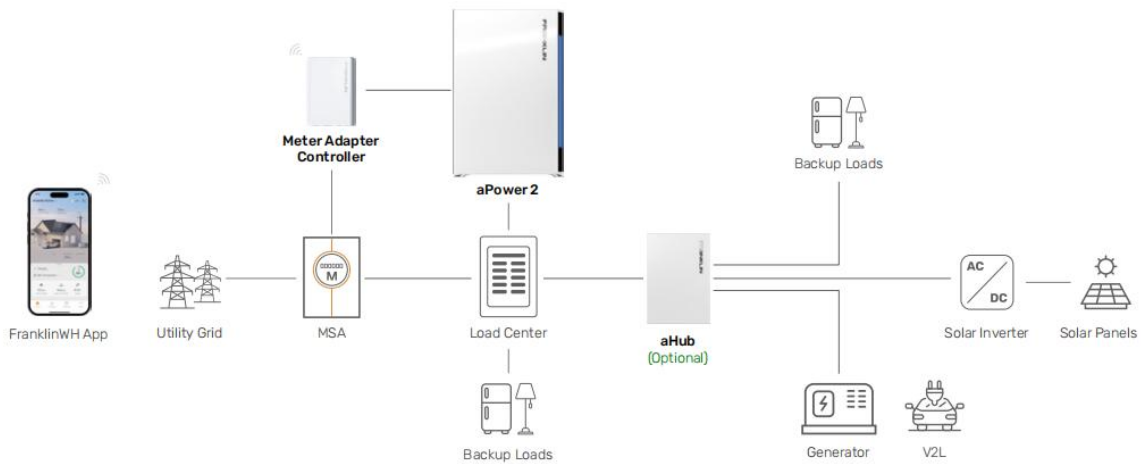 Meter Adapter
Controller
aPower 2
Backup Loads
AC
DC
M
FranklinWH App
Utility Grid
MSA
Load Center
aHub
(Optional)
Solar Inverter
Solar Panels
Backup Loads
Generator
V2L